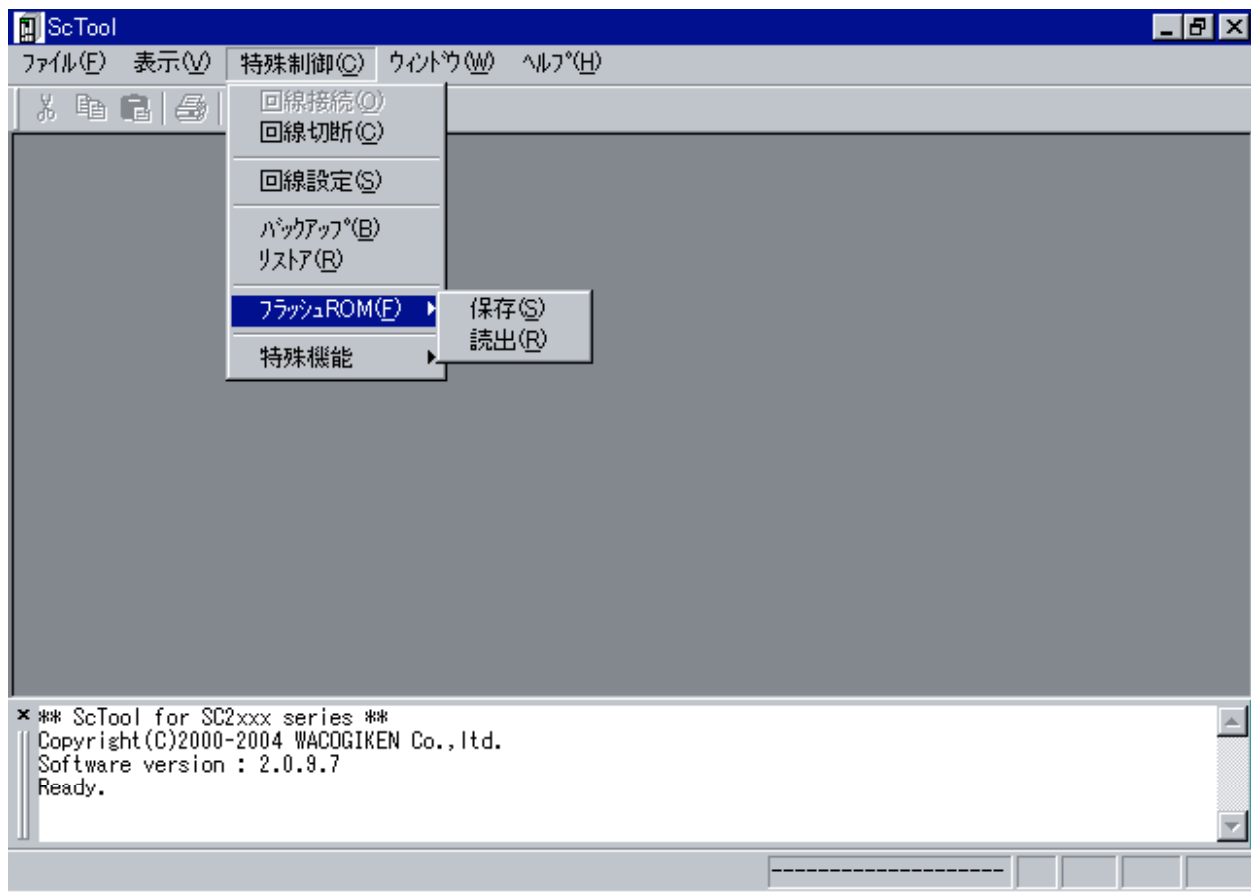 ScTool
ファイル(F) 表示(V) 特殊制御(C) ウィンドウ(W) ヘルプ(H)
回線接続(O)
回線切断(C)
回線設定(S)
バックアップ(B)
リストア(R)
フラッシュROM(F)
保存(S)
読出(R)
特殊機能
** ScTool for SC2xxx series **
Copyright(C)2000-2004 WACOGIKEN Co.,ltd.
Software version : 2.0.9.7
Ready.
--------------------